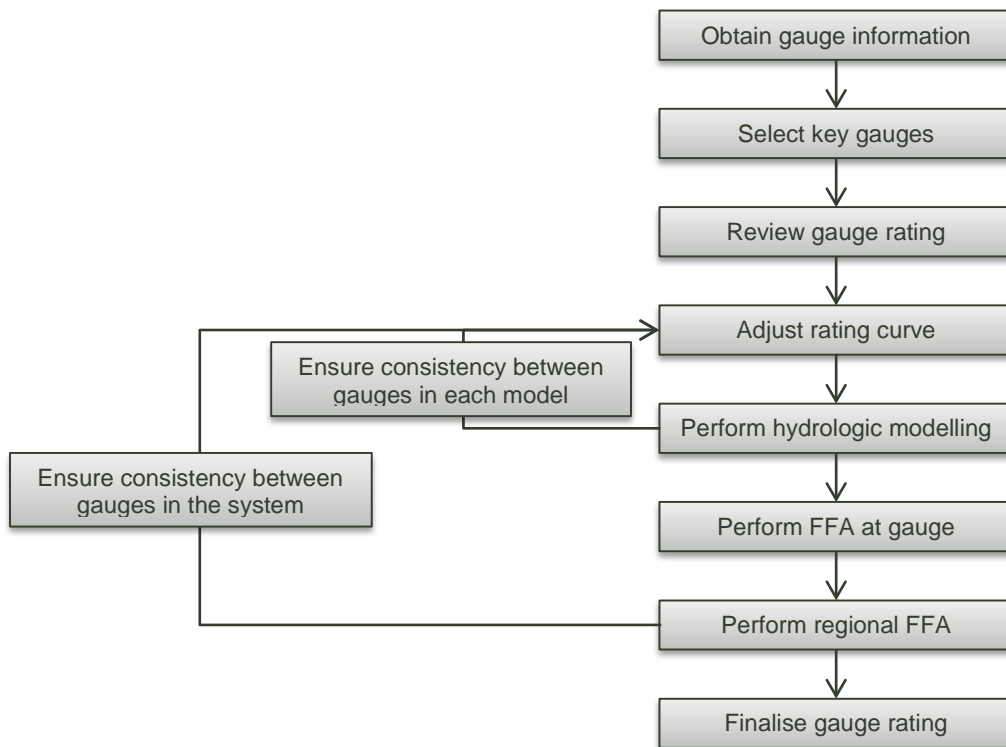 Obtain gauge information
Select key gauges
Review gauge rating
Adjust rating curve
Ensure consistency between
gauges in each model
Perform hydrologic modelling
Ensure consistency between
gauges in the system
Perform FFA at gauge
Perform regional FFA
Finalise gauge rating